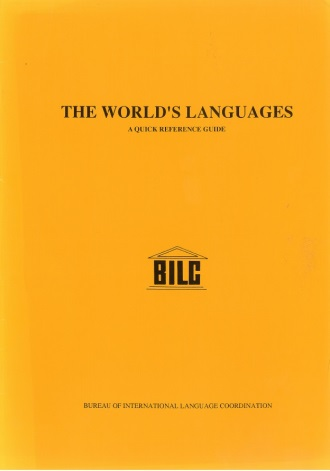 THE WORLD'S LANGUAGES
A QUICK REFERENCE GUIDE
BILC
BUREAU OF INTERNATIONAL LANGUAGE COORDINATION